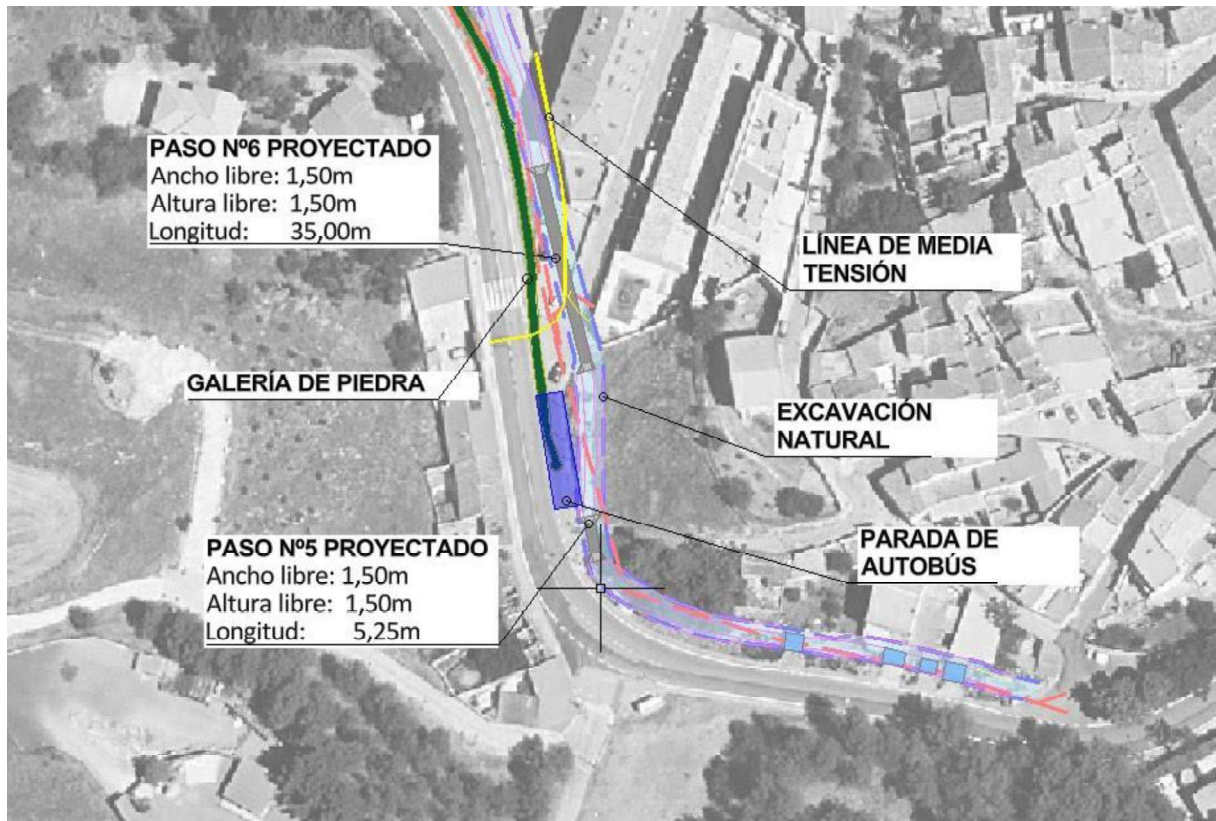 PASO Nº6 PROYECTADO
Ancho libre: 1,50m
Altura libre: 1,50m
Longitud: 35,00m
LÍNEA DE MEDIA
TENSIÓN
GALERÍA DE PIEDRA
EXCAVACIÓN
NATURAL
PASO Nº5 PROYECTADO
Ancho libre: 1,50m
Altura libre: 1,50m
Longitud: 5,25m
PARADA DE
AUTOBÚS